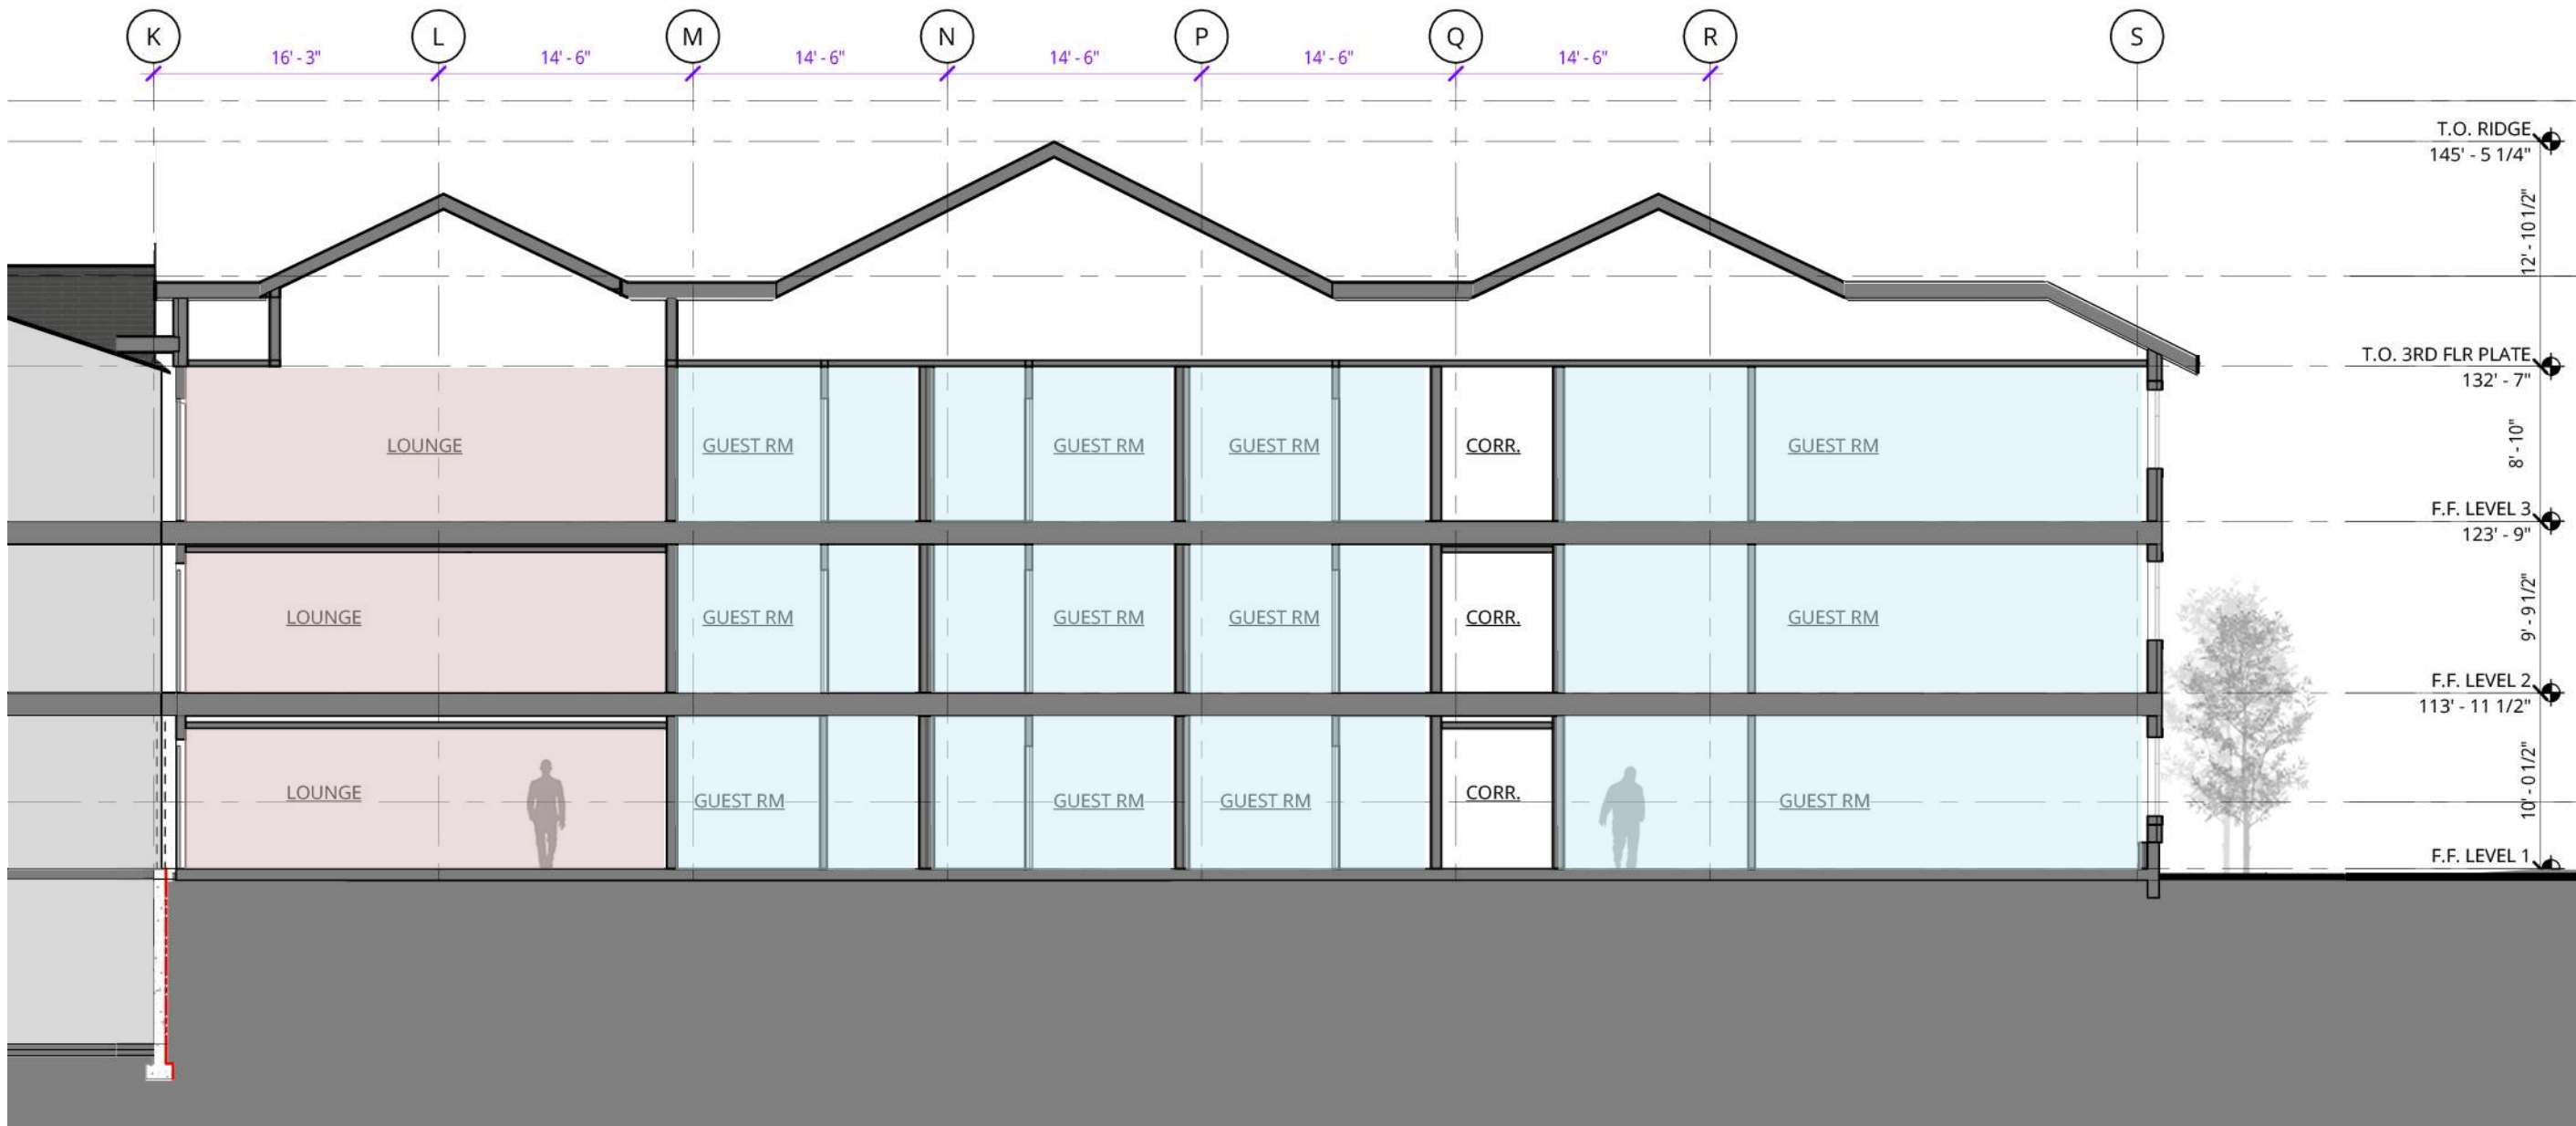 K L M N P Q R S
16' - 3" 14' - 6" 14' - 6" 14' - 6" 14' - 6" 14' - 6"
T.O. RIDGE
145' - 5 1/4"
12' - 10 1/2"
T.O. 3RD FLR PLATE
132' - 7"
LOUNGE GUEST RM GUEST RM GUEST RM CORR. GUEST RM
8' - 10"
F.F. LEVEL 3
123' - 9"
LOUNGE GUEST RM GUEST RM GUEST RM CORR. GUEST RM
9' - 9 1/2"
F.F. LEVEL 2
113' - 11 1/2"
LOUNGE GUEST RM GUEST RM GUEST RM CORR. GUEST RM
10' - 0 1/2"
F.F. LEVEL 1